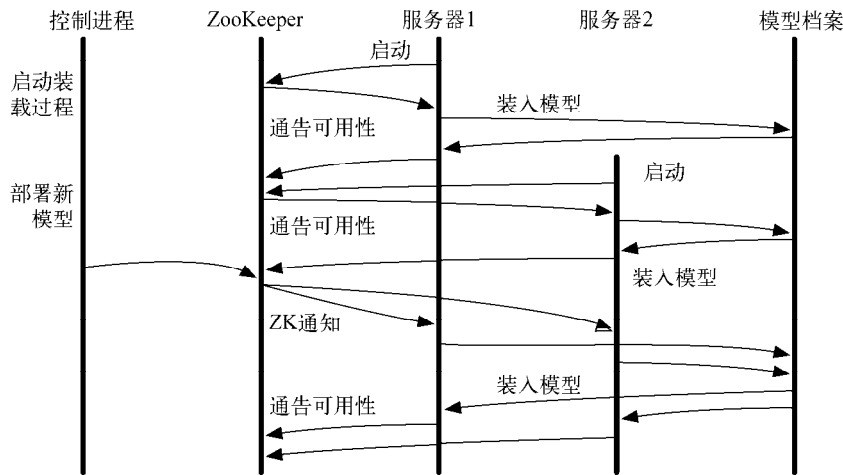 控制进程
ZooKeeper
服务器1
服务器2
模型档案
启动
启动装
载过程
装入模型
通告可用性
启动
部署新
模型
通告可用性
装入模型
ZK通知
装入模型
通告可用性